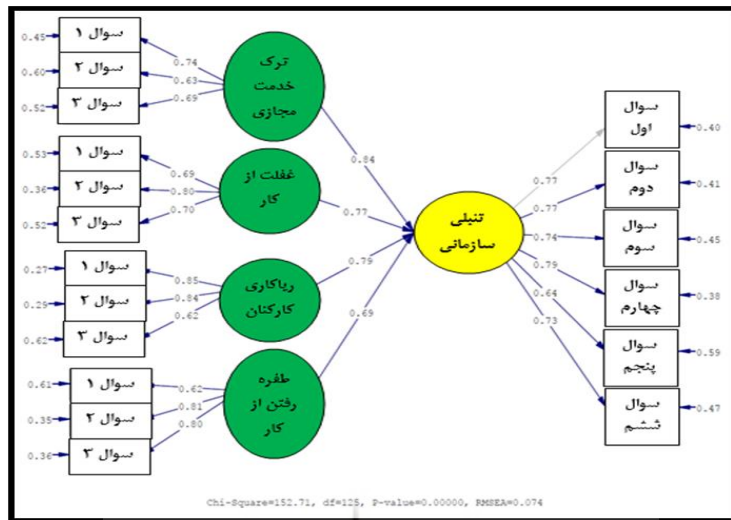 0.45
سوال ۱
0.60
سوال ۲
0.52
سوال ۳
0.74
0.63
0.69
ترک
خدمت
مجازی
0.53
سوال ۱
0.36
سوال ۲
0.52
سوال ۳
0.69
0.80
0.70
غفلت از
کار
0.27
سوال ۱
0.29
سوال ۲
0.62
سوال ۳
0.85
0.84
0.62
ریاکاری
کارکنان
0.61
سوال ۱
0.35
سوال ۲
0.36
سوال ۳
0.62
0.81
0.80
طفره
رفتن از
کار
0.84
0.77
0.79
0.69
تنبلی
سازمانی
0.77
0.77
0.74
0.79
0.64
0.73
سوال
اول
0.40
سوال
دوم
0.41
سوال
سوم
0.45
سوال
چهارم
0.38
سوال
پنجم
0.59
سوال
ششم
0.47
Chi-Square=152.71, df=125, P-value=0.00000, RMSEA=0.074